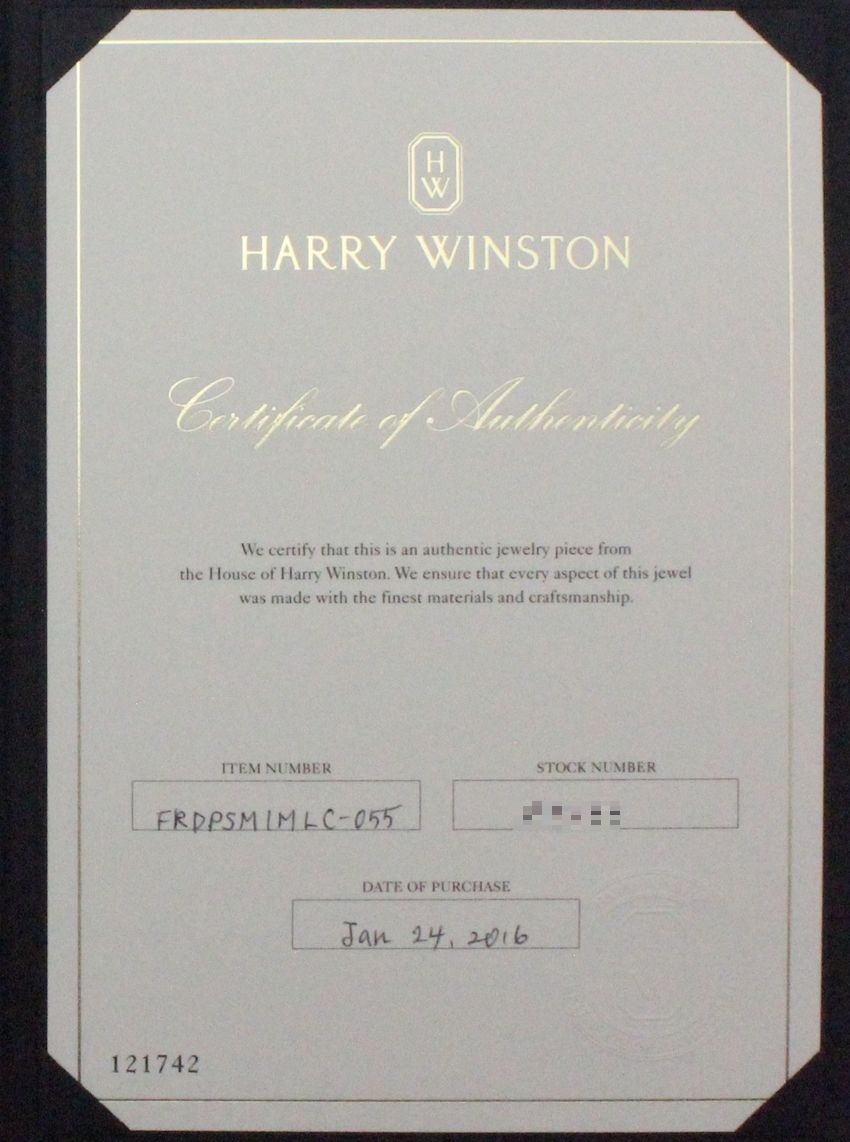 H
W
HARRY WINSTON
Certificate of Authenticity
We certify that this is an authentic jewelry piece from
the House of Harry Winston. We ensure that every aspect of this jewel
was made with the finest materials and craftsmanship.
ITEM NUMBER
FRDPSM1MLC-055
STOCK NUMBER
DATE OF PURCHASE
Jan 24, 2016
121742